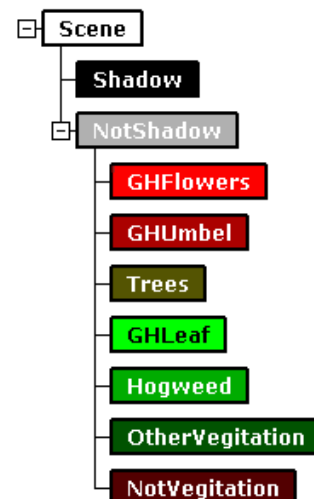 Scene
Shadow
NotShadow
GHFlowers
GHUmbel
Trees
GHLeaf
Hogweed
OtherVegitation
NotVegitation